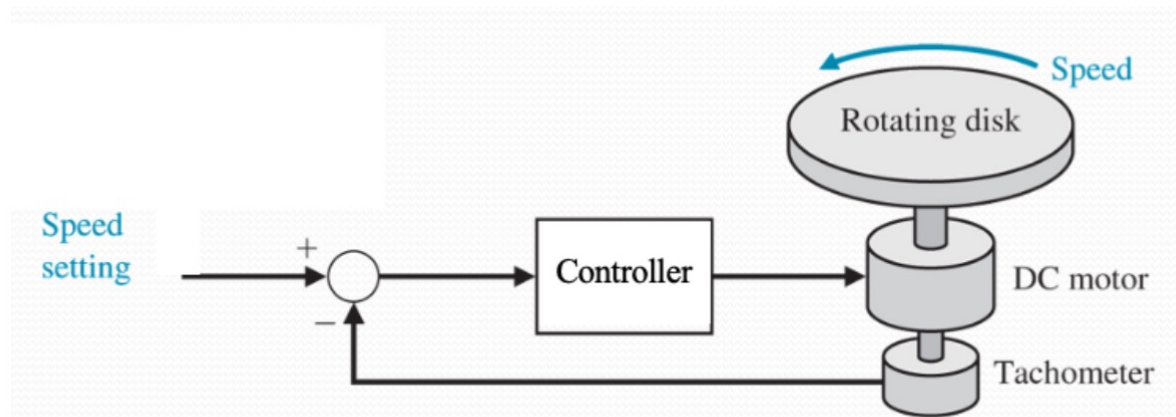 Speed
Rotating disk
Speed
setting
+
Controller
DC motor
−
Tachometer